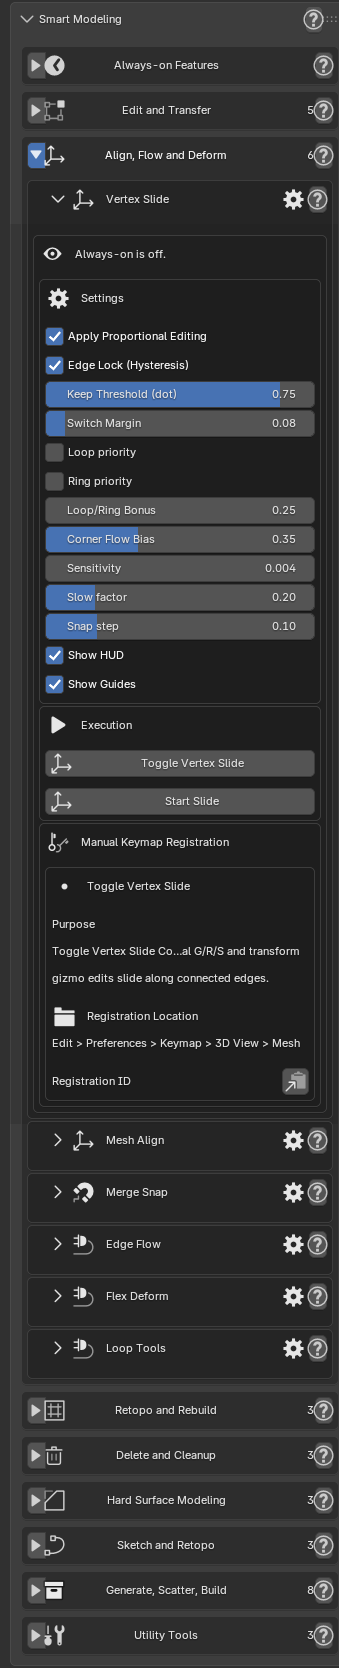 Smart Modeling
Always-on Features
Edit and Transfer 5
Align, Flow and Deform 6
Vertex Slide
Always-on is off.
Settings
Apply Proportional Editing
Edge Lock (Hysteresis)
Keep Threshold (dot) 0.75
Switch Margin 0.08
Loop priority
Ring priority
Loop/Ring Bonus 0.25
Corner Flow Bias 0.35
Sensitivity 0.004
Slow factor 0.20
Snap step 0.10
Show HUD
Show Guides
Execution
Toggle Vertex Slide
Start Slide
Manual Keymap Registration
Toggle Vertex Slide
Purpose
Toggle Vertex Slide Co...al G/R/S and transform
gizmo edits slide along connected edges.
Registration Location
Edit > Preferences > Keymap > 3D View > Mesh
Registration ID
Mesh Align
Merge Snap
Edge Flow
Flex Deform
Loop Tools
Retopo and Rebuild 3
Delete and Cleanup 3
Hard Surface Modeling 3
Sketch and Retopo 3
Generate, Scatter, Build 8
Utility Tools 3